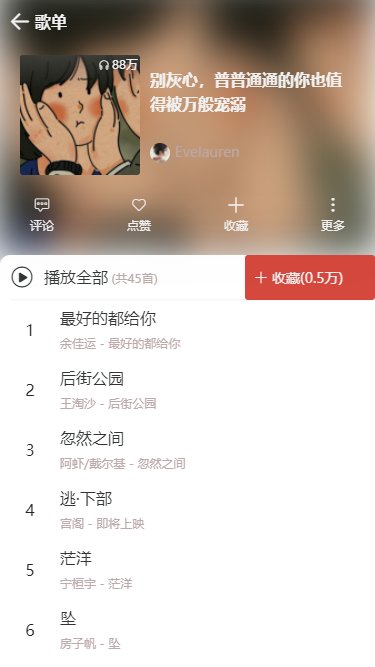 歌单
88万
别灰心，普普通通的你也值
得被万般宠溺
Evelauren
评论
点赞
收藏
更多
播放全部 (共45首)
收藏(0.5万)
1
最好的都给你
余佳运 - 最好的都给你
2
后街公园
王淘沙 - 后街公园
3
忽然之间
阿虾/戴尔基 - 忽然之间
4
逃·下部
宫阁 - 即将上映
5
茫洋
宁桓宇 - 茫洋
6
坠
房子帆 - 坠